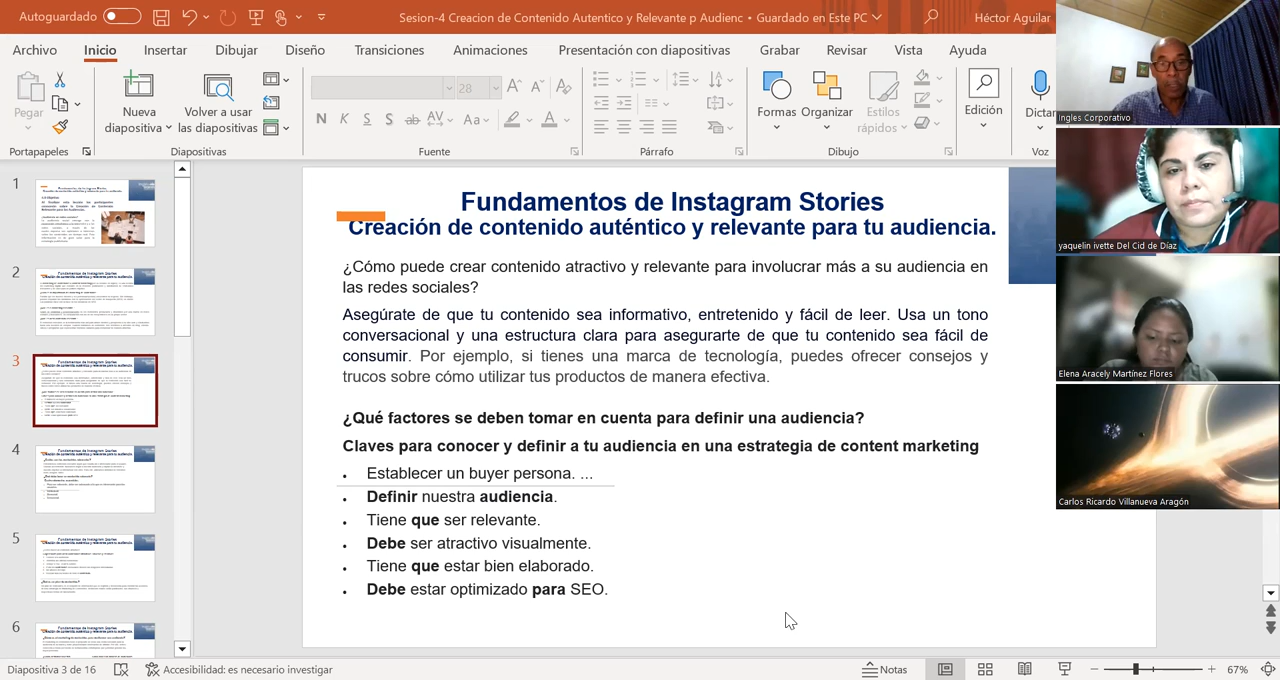 Autoguardado
Sesion-4 Creacion de Contenido Autentico y Relevante p Audienc • Guardado en Este PC
Héctor Aguilar
Archivo Inicio Insertar Dibujar Diseño Transiciones Animaciones Presentación con diapositivas Grabar Revisar Vista Ayuda
Pegar
Nueva diapositiva
Volver a usar las diapositivas
28
N K S S ab AV Aa A
Formas Organizar Estilos rápidos
Edición
Dictar
Portapapeles Diapositivas Fuente Párrafo Dibujo Voz
1
2
3
4
5
6
Fundamentos de Instagram Stories
Creación de contenido auténtico y relevante para tu audiencia.
¿Cómo puede crear contenido atractivo y relevante para involucrar más a su audiencia en
las redes sociales?
Asegúrate de que tu contenido sea informativo, entretenido y fácil de leer. Usa un tono
conversacional y una estructura clara para asegurarte de que tu contenido sea fácil de
consumir. Por ejemplo, si tienes una marca de tecnología, puedes ofrecer consejos y
trucos sobre cómo utilizar tus productos de manera efectiva.
¿Qué factores se deben tomar en cuenta para definir una audiencia?
Claves para conocer y definir a tu audiencia en una estrategia de content marketing
Establecer un buyer persona. ...
• Definir nuestra audiencia.
• Tiene que ser relevante.
• Debe ser atractivo visualmente.
• Tiene que estar bien elaborado.
• Debe estar optimizado para SEO.
Ingles Corporativo
yaquelin ivette Del Cid de Díaz
Elena Aracely Martínez Flores
Carlos Ricardo Villanueva Aragón
Diapositiva 3 de 16
Accesibilidad: es necesario investigar
Notas
67%